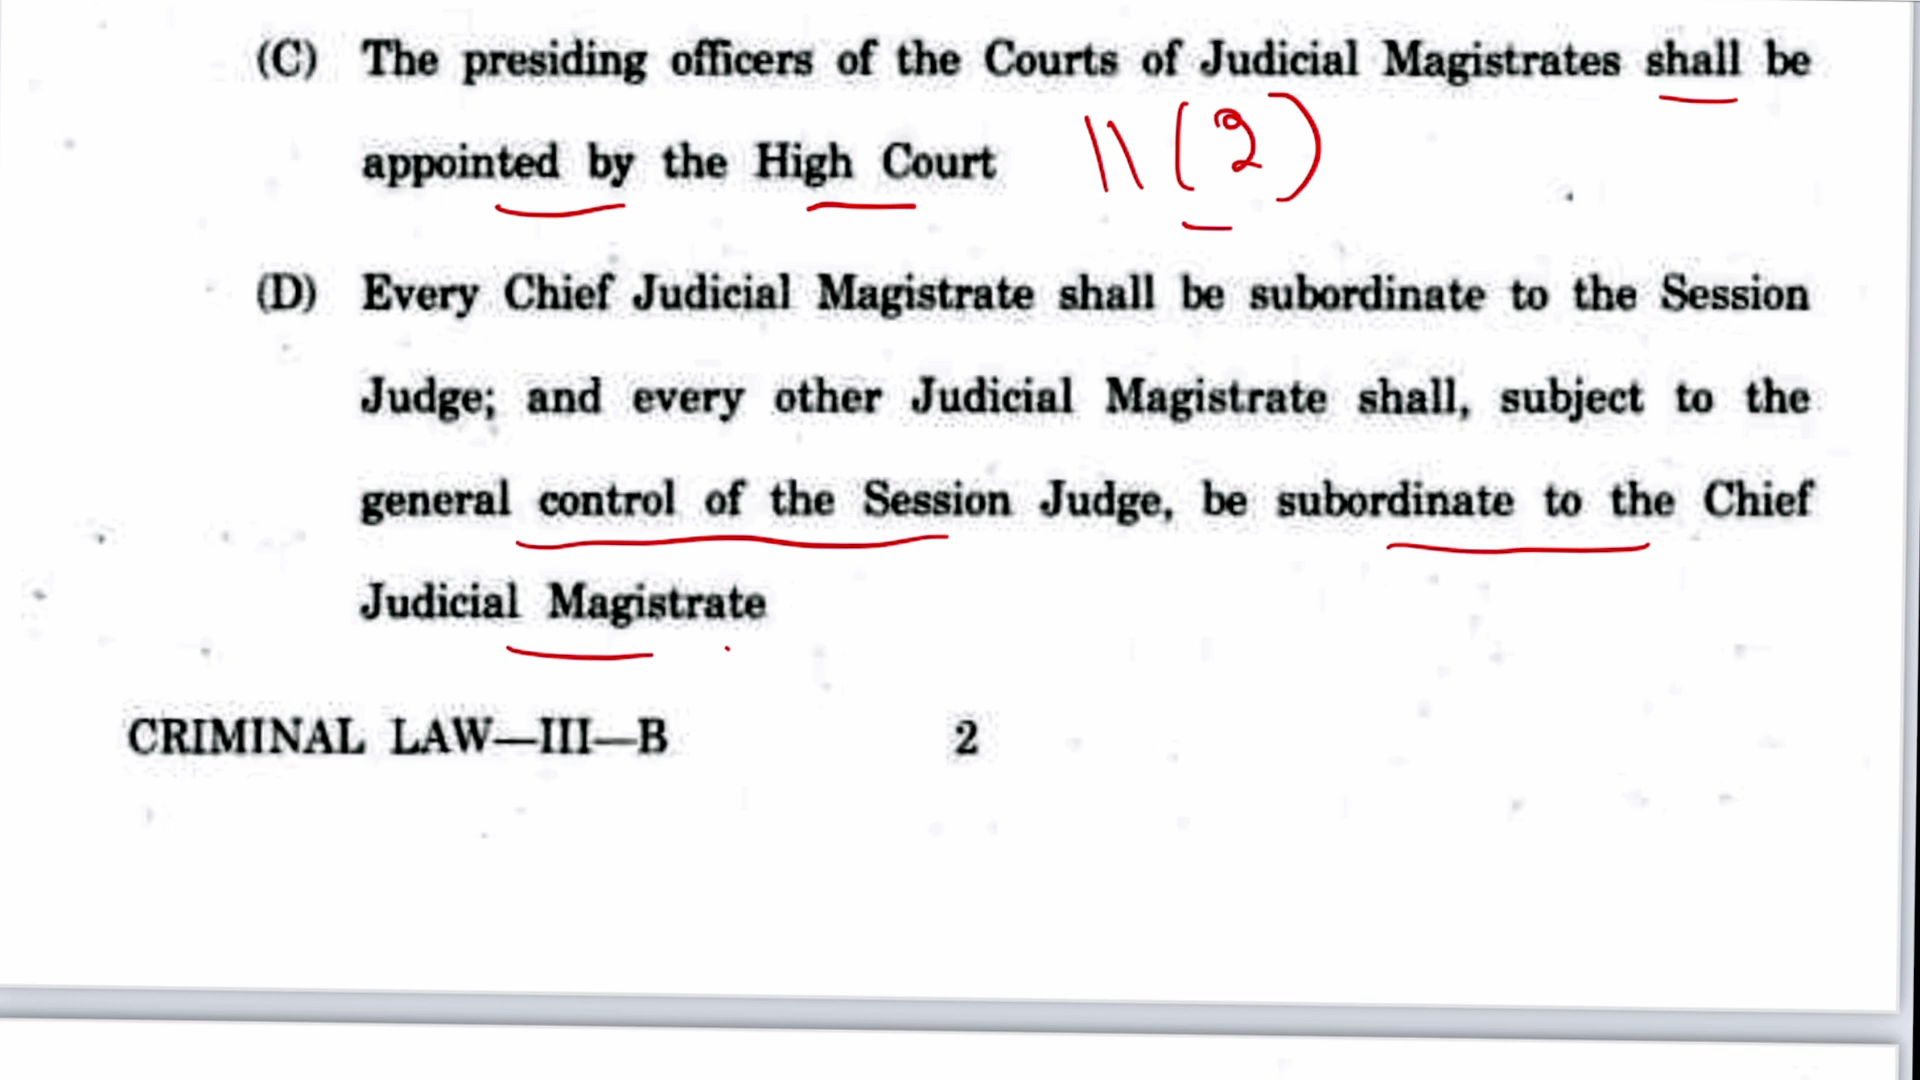 (C) The presiding officers of the Courts of Judicial Magistrates shall be
appointed by the High Court 11(2)
(D) Every Chief Judicial Magistrate shall be subordinate to the Session
Judge; and every other Judicial Magistrate shall, subject to the
general control of the Session Judge, be subordinate to the Chief
Judicial Magistrate
CRIMINAL LAW—III—B 2